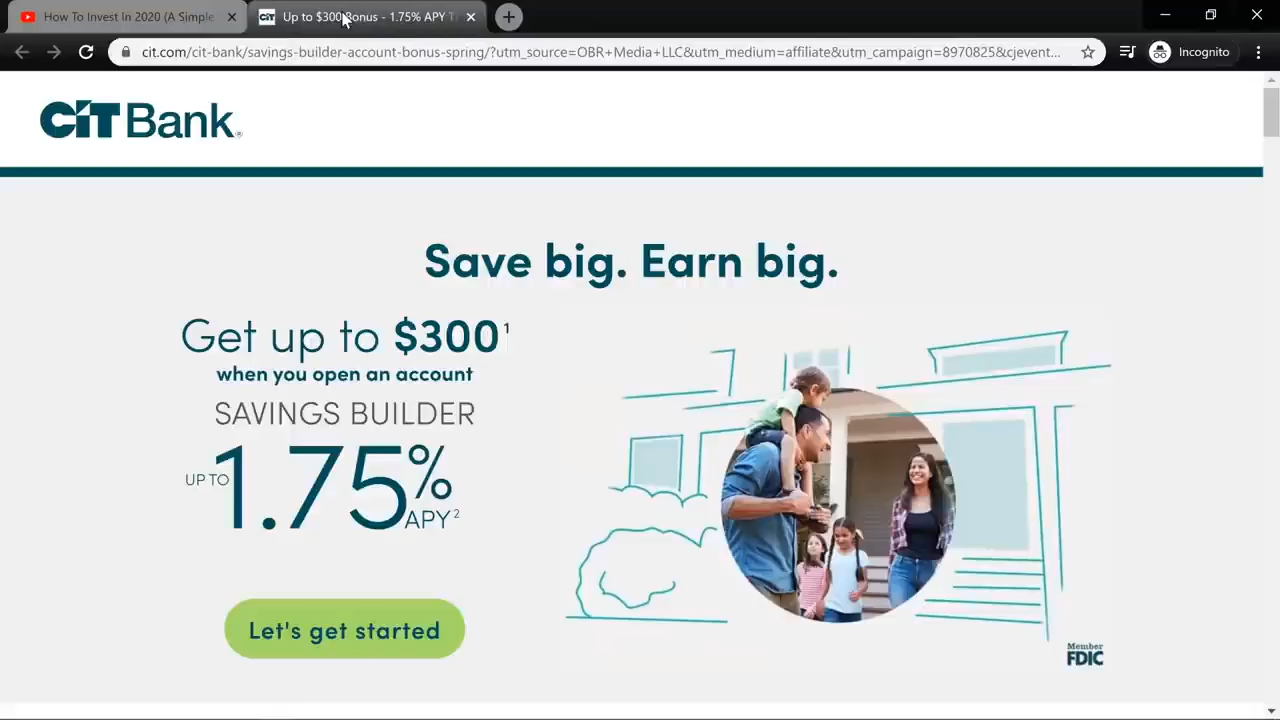 How To Invest In 2020 (A Simple
Up to $300 Bonus - 1.75% APY T
cit.com/cit-bank/savings-builder-account-bonus-spring/?utm_source=OBR+Media+LLC&utm_medium=affiliate&utm_campaign=8970825&cjevent...
Incognito
CIT Bank
Save big. Earn big.
Get up to $300¹
when you open an account
SAVINGS BUILDER
UP TO 1.75% APY²
Let's get started
Member
FDIC